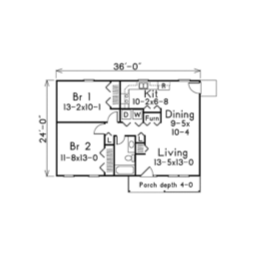 36'-0"
Br 1
13-2x10-1
Kit
10-2x8-8
R
D W
Furn
Dining
9-5x
10-4
24'-0"
Br 2
11-8x13-0
L
Living
13-5x13-0
Porch depth 4-0